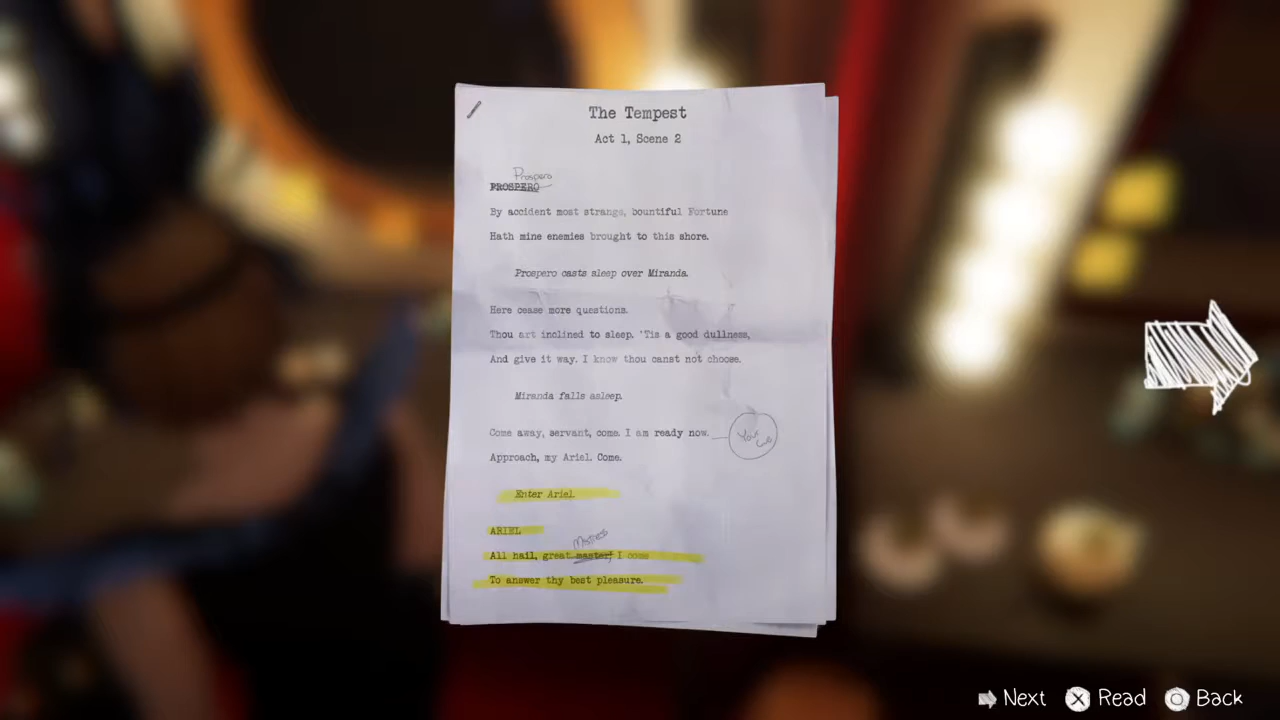 The Tempest
Act 1, Scene 2
Prospero
PROSPERO
By accident most strange, bountiful Fortune
Hath mine enemies brought to this shore.
Prospero casts sleep over Miranda.
Here cease more questions.
Thou art inclined to sleep. 'Tis a good dullness,
And give it way. I know thou canst not choose.
Miranda falls asleep.
Come away, servant, come. I am ready now.
Your
Approach, my Ariel. Come.
Enter Ariel.
ARIEL
Mistress
All hail, great master, I come
To answer thy best pleasure.
Next Read Back